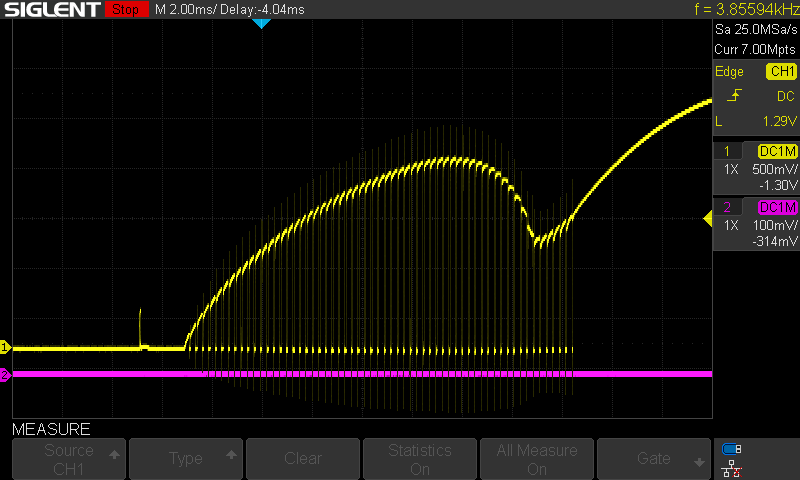 SIGLENT Stop M 2.00ms/ Delay:-4.04ms f = 3.85594kHz
Sa 25.0MSa/s
Curr 7.00Mpts
Edge CH1
DC
L 1.29V
1 DC1M
1X 500mV/
-1.30V
2 DC1M
1X 100mV/
-314mV
1
2
MEASURE
Source
CH1
Type
Clear
Statistics
On
All Measure
On
Gate